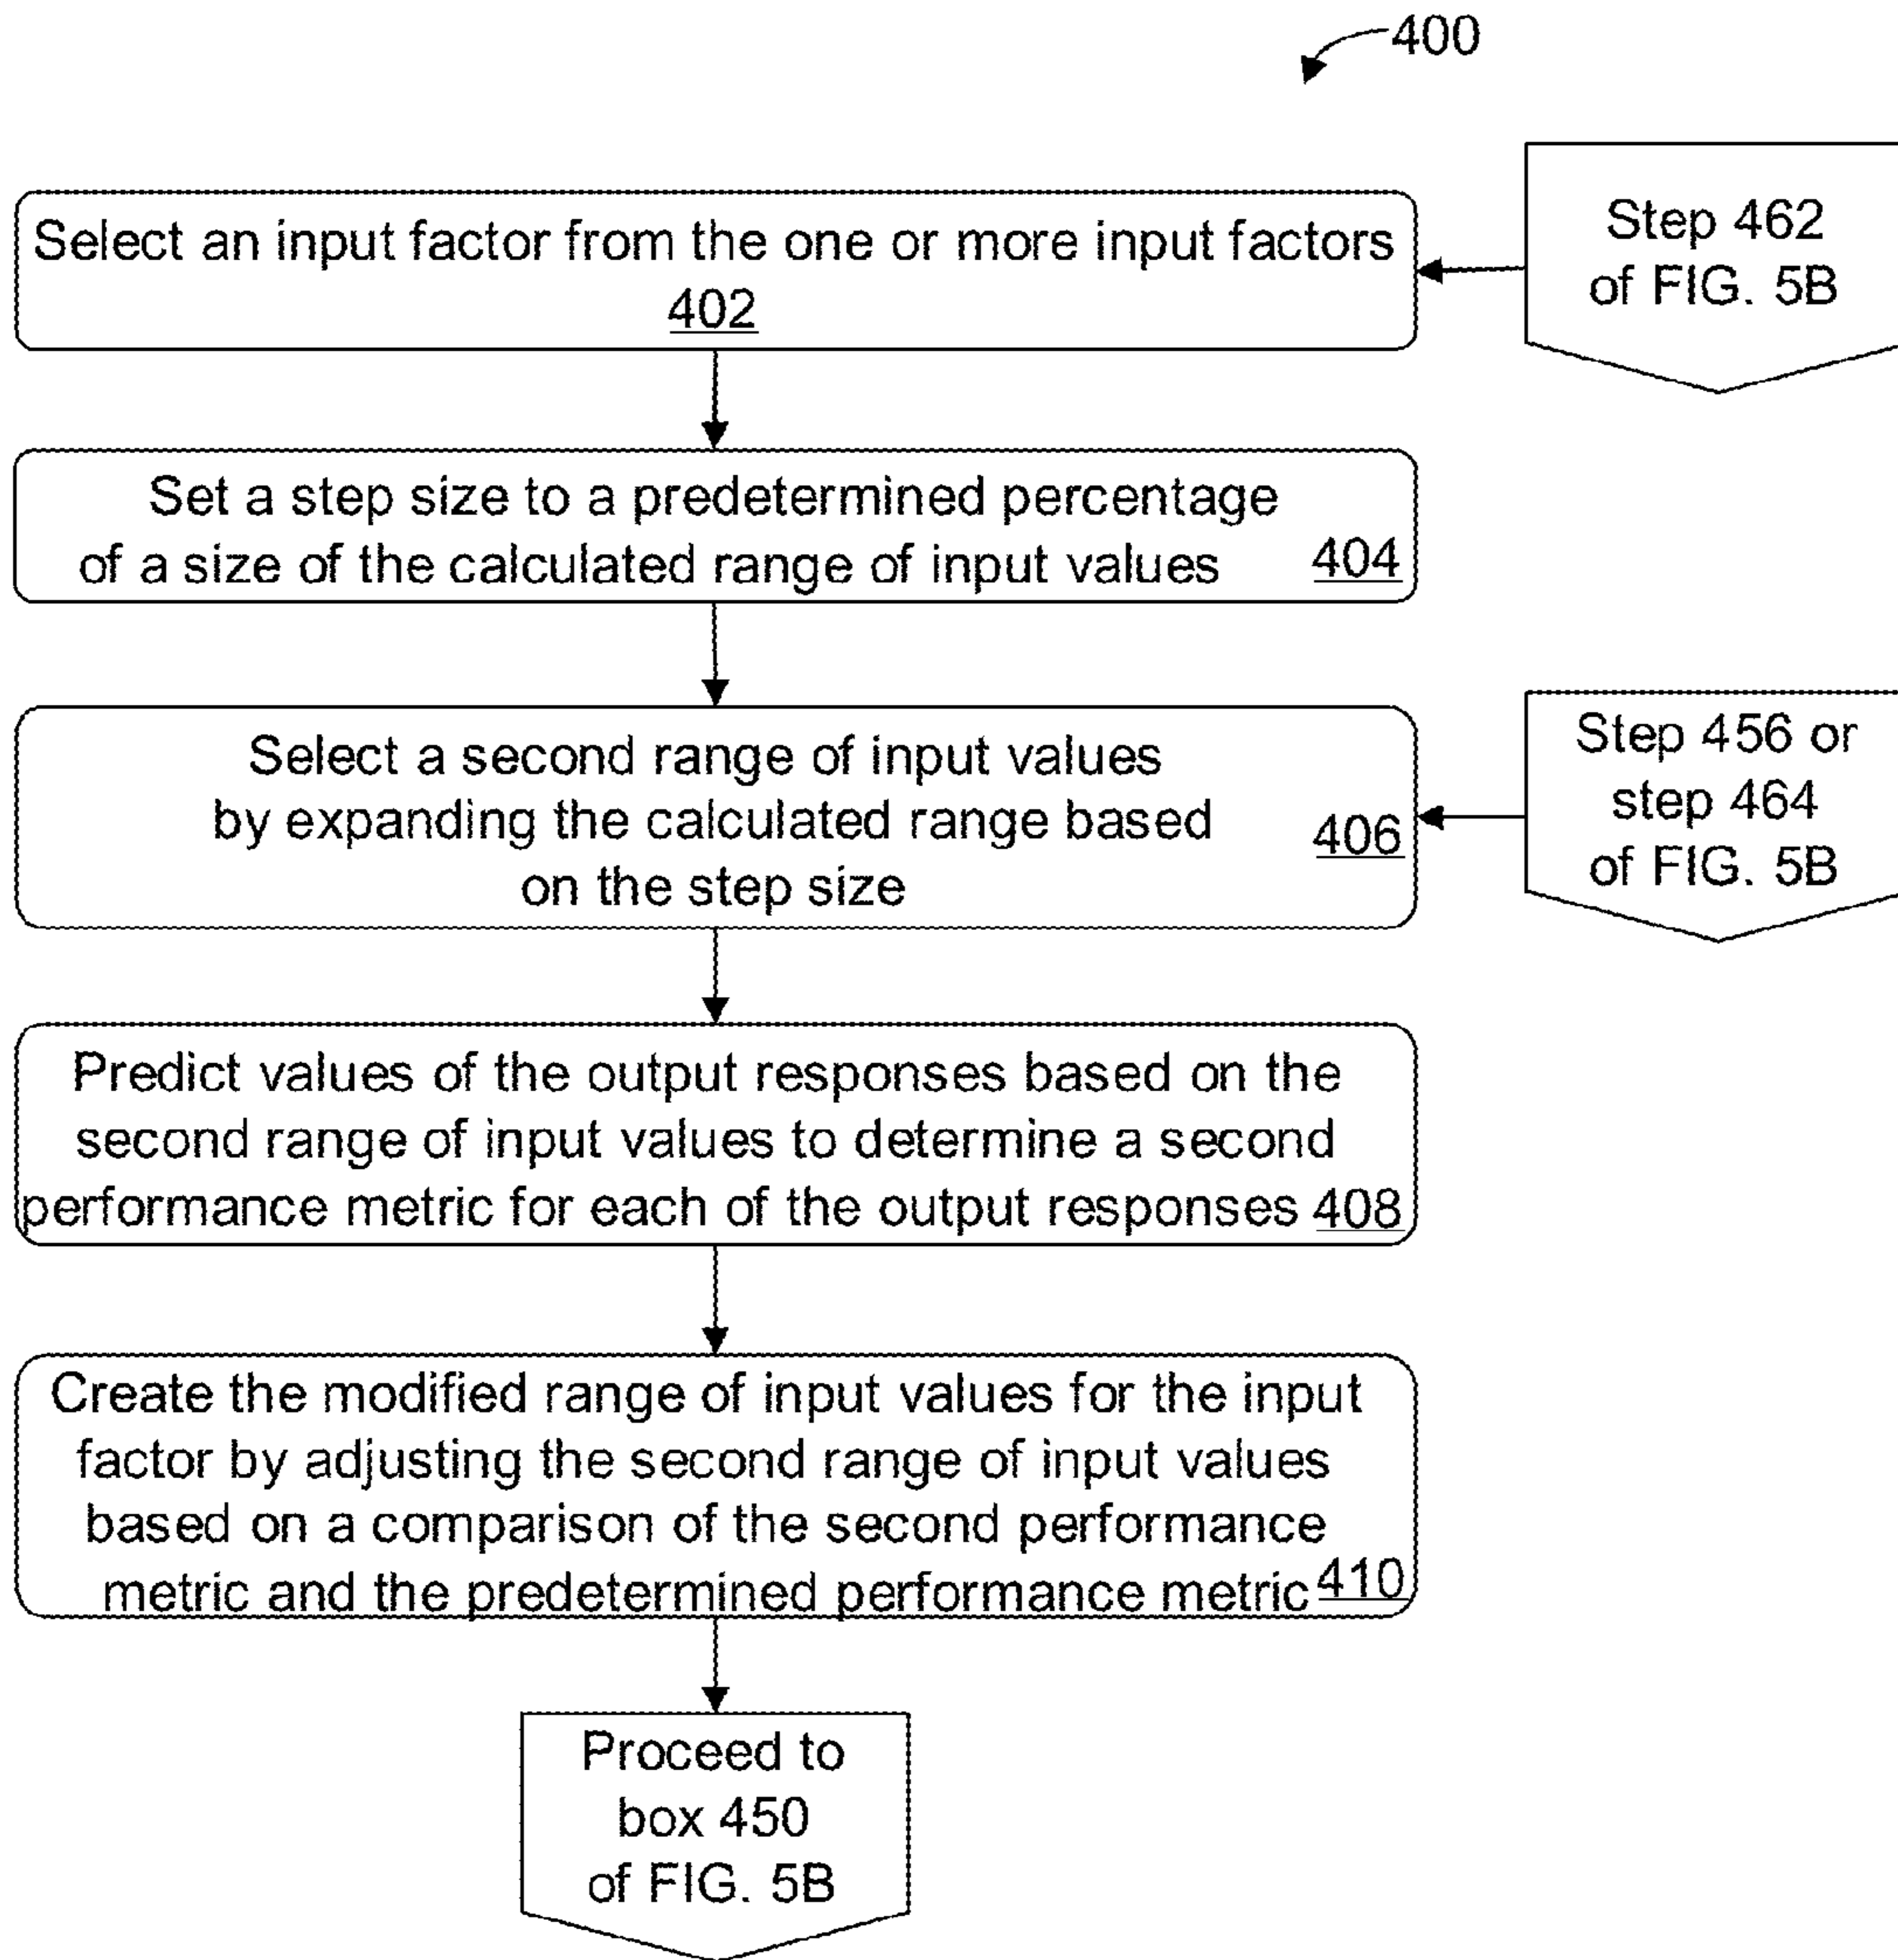 400
Select an input factor from the one or more input factors
402
Step 462
of FIG. 5B
Set a step size to a predetermined percentage
of a size of the calculated range of input values 404
Select a second range of input values
by expanding the calculated range based
on the step size
406
Step 456 or
step 464
of FIG. 5B
Predict values of the output responses based on the
second range of input values to determine a second
performance metric for each of the output responses 408
Create the modified range of input values for the input
factor by adjusting the second range of input values
based on a comparison of the second performance
metric and the predetermined performance metric 410
Proceed to
box 450
of FIG. 5B